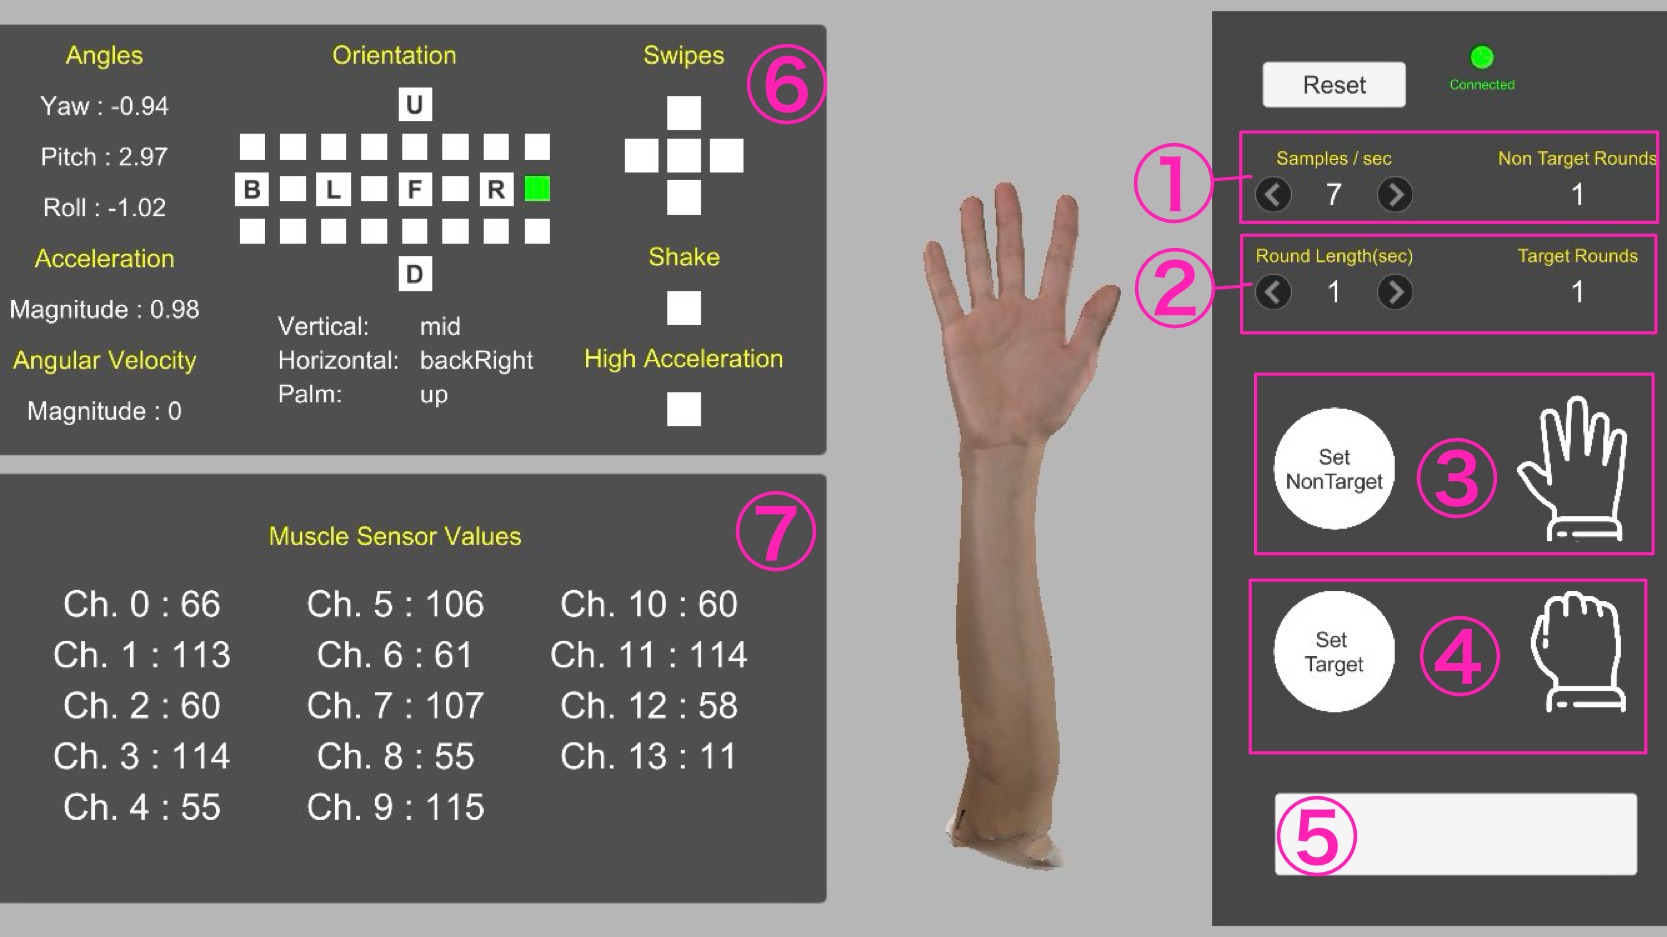 Angles
Yaw : -0.94
Pitch : 2.97
Roll : -1.02
Acceleration
Magnitude : 0.98
Angular Velocity
Magnitude : 0
Orientation
U
B L F R
D
Vertical: mid
Horizontal: backRight
Palm: up
Swipes
Shake
High Acceleration
⑥
Muscle Sensor Values
⑦
Ch. 0 : 66
Ch. 1 : 113
Ch. 2 : 60
Ch. 3 : 114
Ch. 4 : 55
Ch. 5 : 106
Ch. 6 : 61
Ch. 7 : 107
Ch. 8 : 55
Ch. 9 : 115
Ch. 10 : 60
Ch. 11 : 114
Ch. 12 : 58
Ch. 13 : 11
Reset
Connected
①
Samples / sec Non Target Rounds
7 1
②
Round Length(sec) Target Rounds
1 1
Set
NonTarget
③
Set
Target
④
⑤